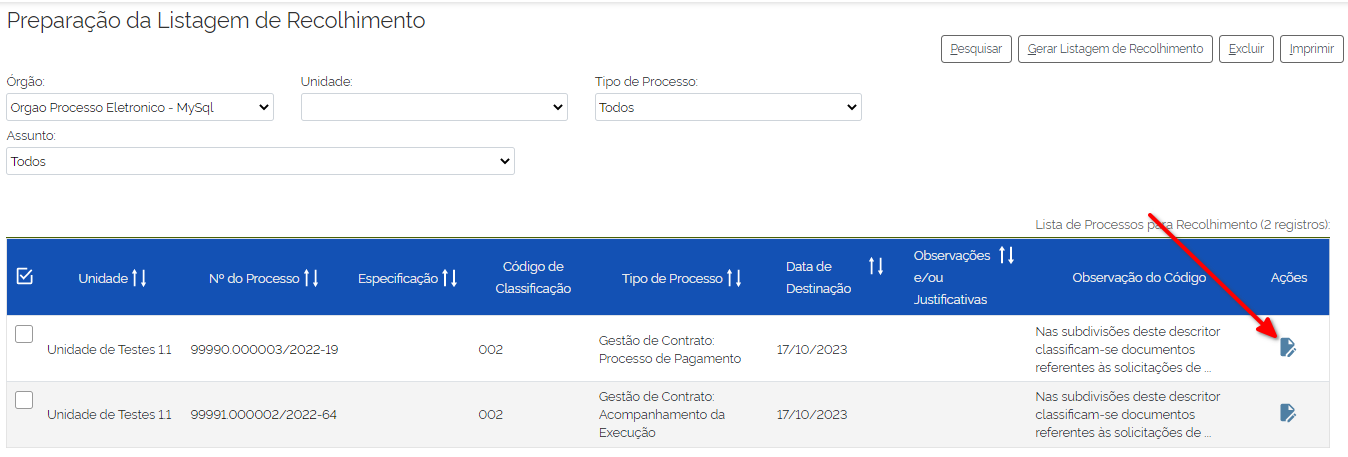 Preparação da Listagem de Recolhimento
Pesquisar Gerar Listagem de Recolhimento Excluir Imprimir
Órgão: Unidade: Tipo de Processo:
Orgao Processo Eletronico - MySql Todos
Assunto:
Todos
Lista de Processos para Recolhimento (2 registros):
Unidade Nº do Processo Especificação Código de Classificação Tipo de Processo Data de Destinação Observações e/ou Justificativas Observação do Código Ações
Unidade de Testes 1.1 99990.000003/2022-19 002 Gestão de Contrato: Processo de Pagamento 17/10/2023 Nas subdivisões deste descritor classificam-se documentos referentes às solicitações de ...
Unidade de Testes 1.1 99991.000002/2022-64 002 Gestão de Contrato: Acompanhamento da Execução 17/10/2023 Nas subdivisões deste descritor classificam-se documentos referentes às solicitações de ...